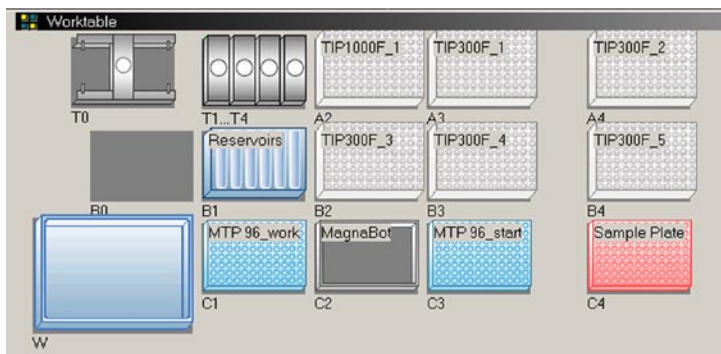 Worktable
TIP1000F_1
TIP300F_1
TIP300F_2
T0
T1...T4
A2
A3
A4
Reservoirs
TIP300F_3
TIP300F_4
TIP300F_5
B0
B1
B2
B3
B4
MTP 96_work
MagnaBot
MTP 96_start
Sample Plate
C1
C2
C3
C4
W